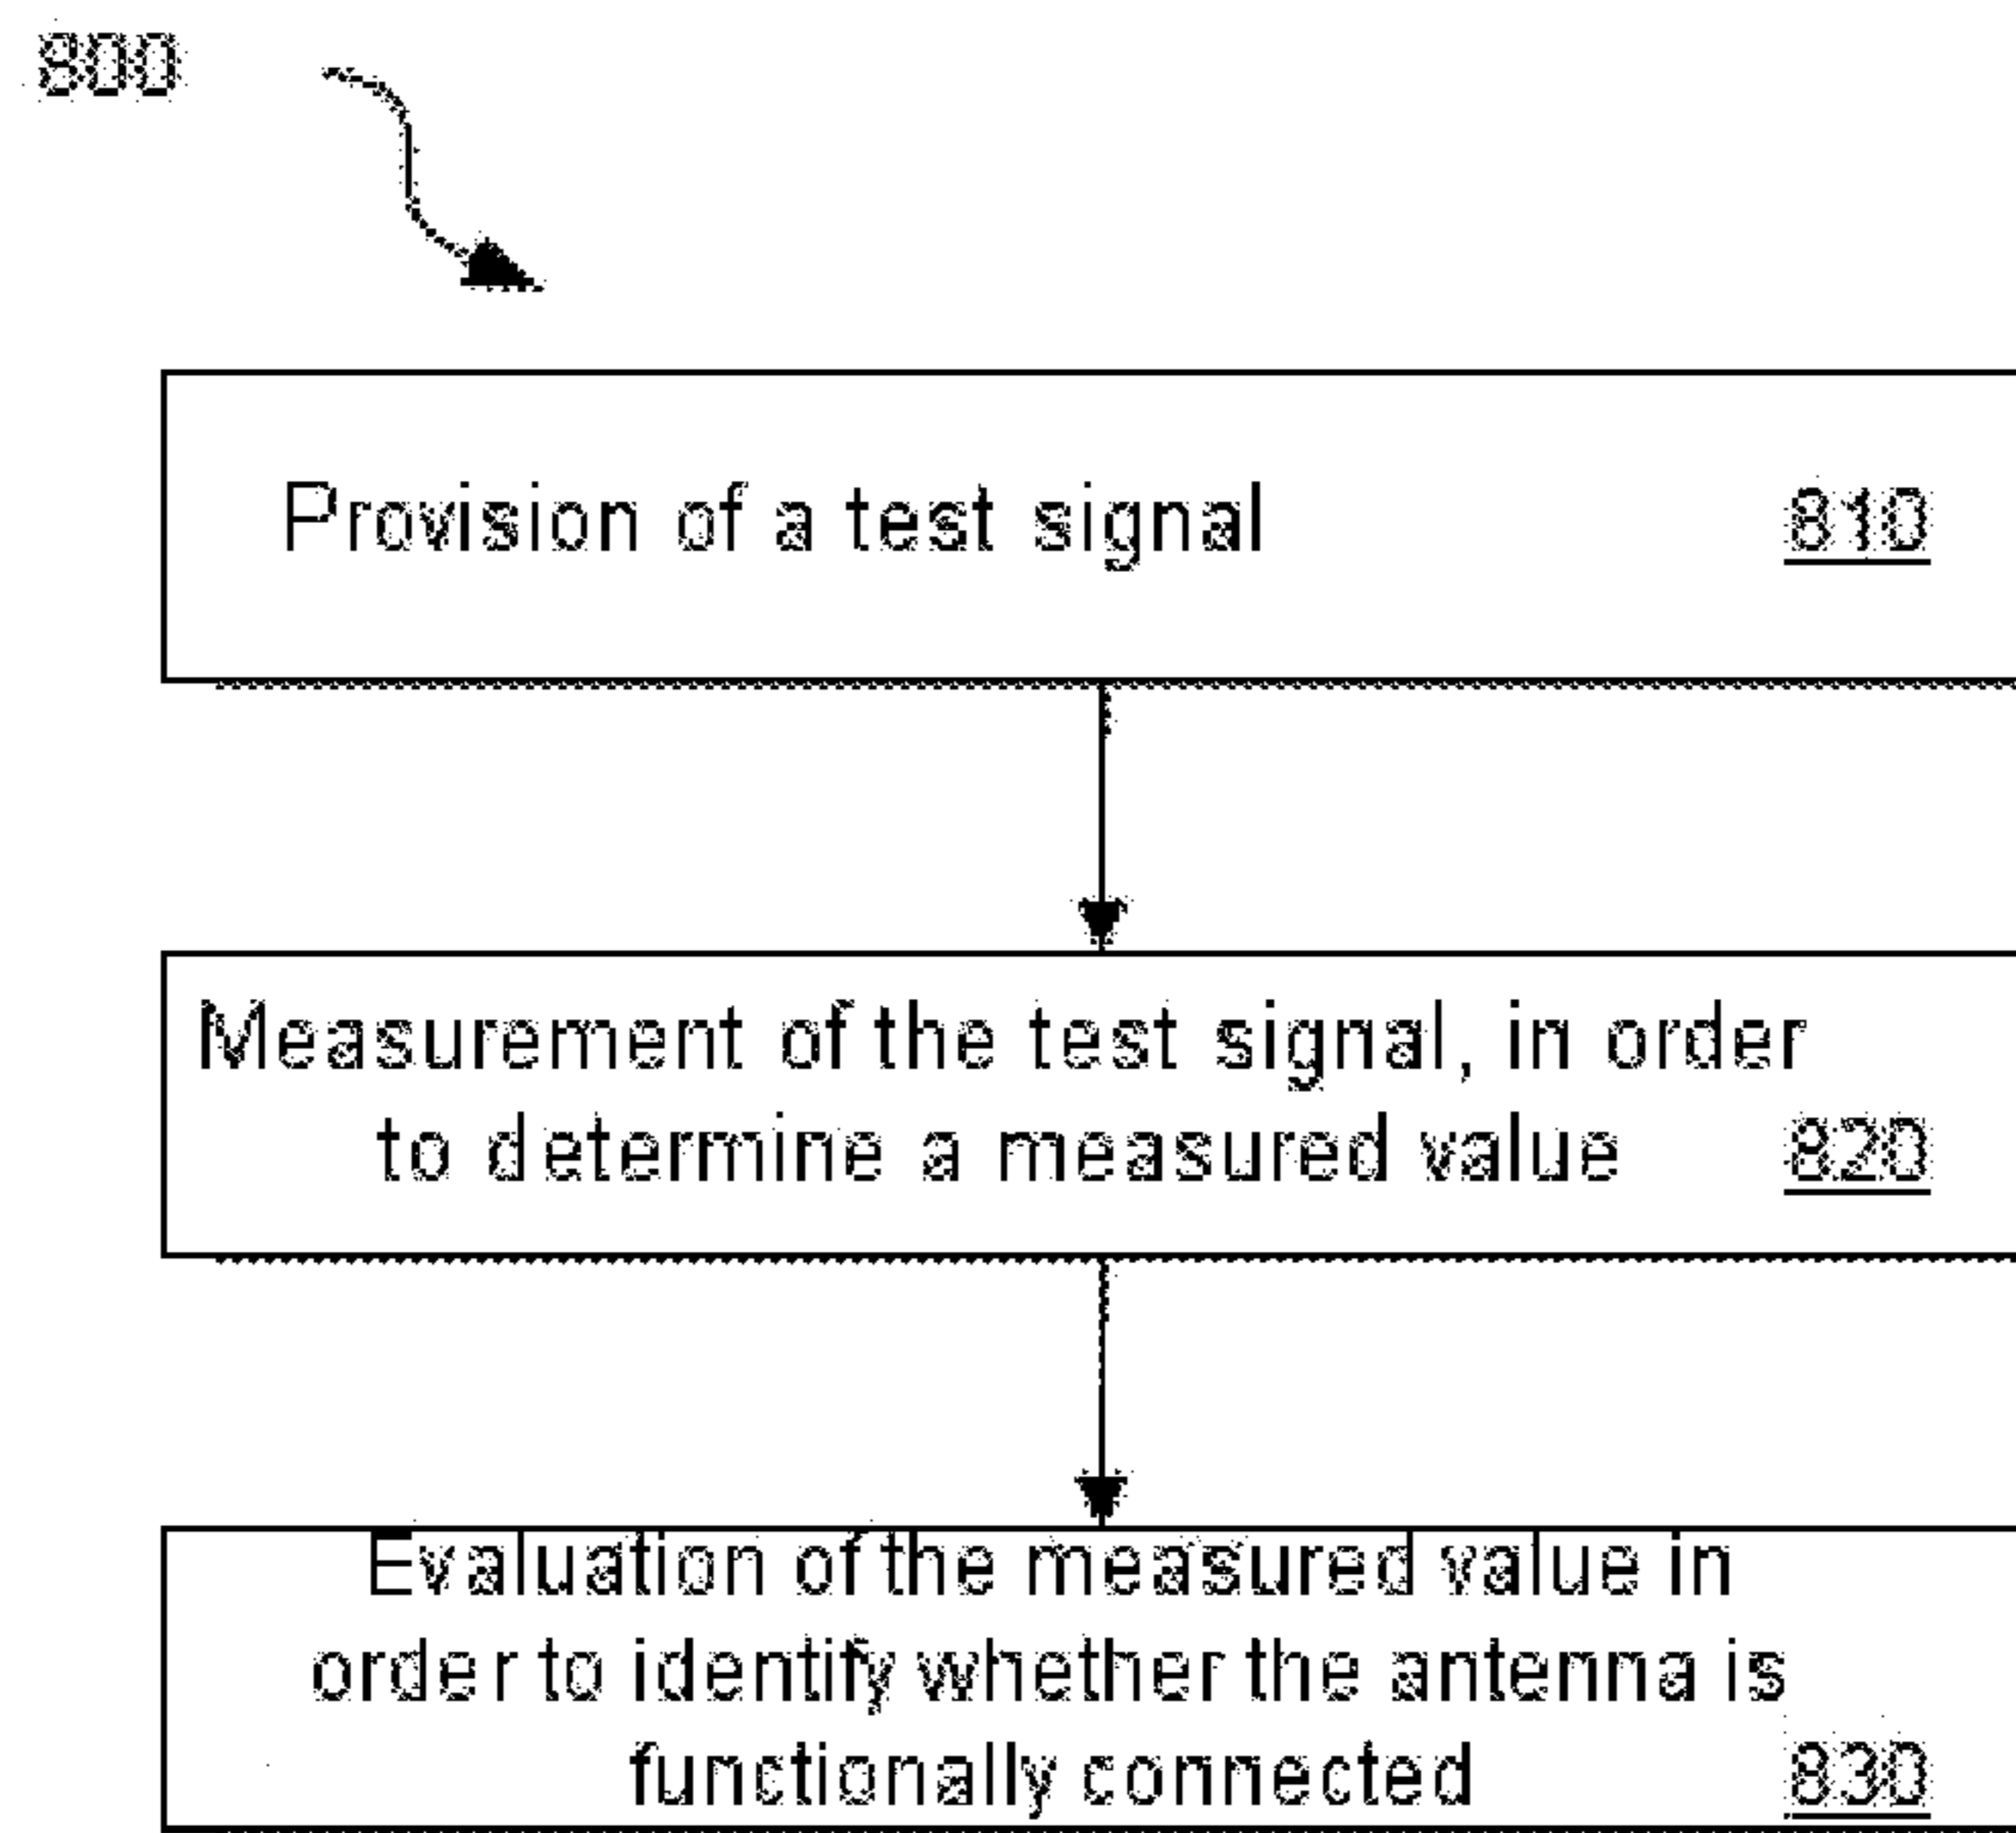 800
Provision of a test signal 810
Measurement of the test signal, in order
to determine a measured value 820
Evaluation of the measured value in
order to identify whether the antenna is
functionally connected 830